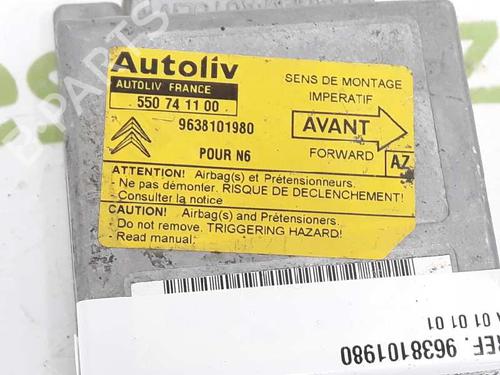 Autoliv
AUTOLIV FRANCE
550 74 11 00
9638101980
POUR N6
SENS DE MONTAGE
IMPERATIF
AVANT
FORWARD
AZ
ATTENTION! Airbag(s) et Prétensionneurs.
- Ne pas démonter. RISQUE DE DECLENCHEMENT!
- Consulter la notice
CAUTION! Airbag(s) and Prétensioners.
- Do not remove. TRIGGERING HAZARD!
- Read manual.
REF. 9638101980
A 01 01 01
B-PARTS